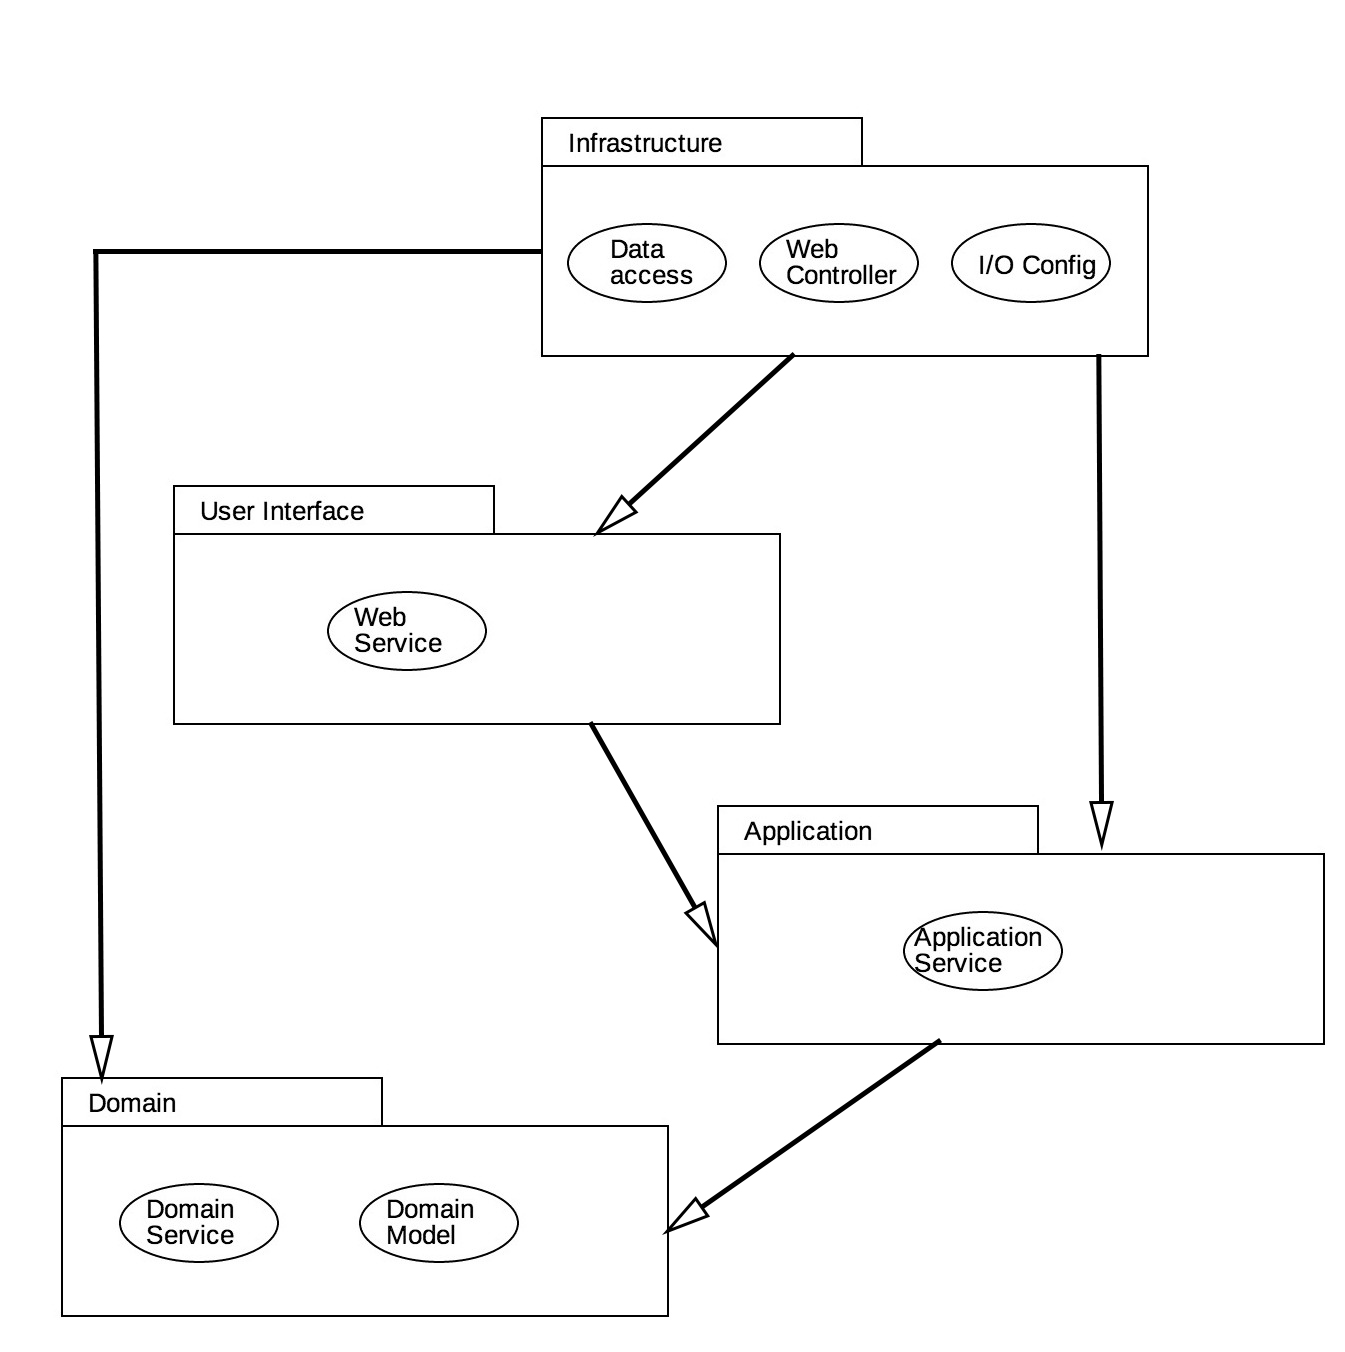 Infrastructure
Data
access
Web
Controller
I/O Config
User Interface
Web
Service
Application
Application
Service
Domain
Domain
Service
Domain
Model